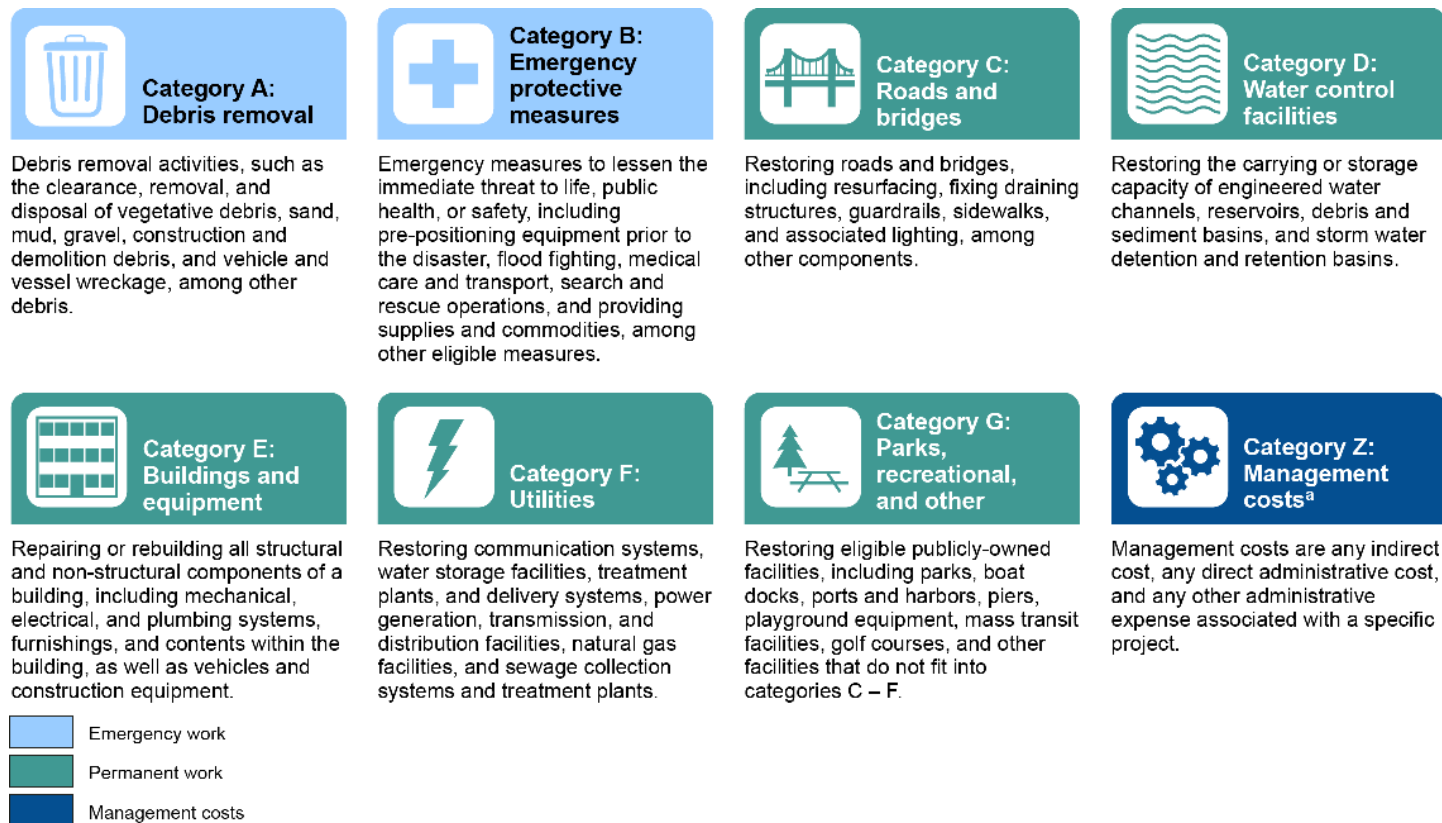 Category A:
Debris removal
Debris removal activities, such as
the clearance, removal, and
disposal of vegetative debris, sand,
mud, gravel, construction and
demolition debris, and vehicle and
vessel wreckage, among other
debris.
Category B:
Emergency
protective
measures
Emergency measures to lessen the
immediate threat to life, public
health, or safety, including
pre-positioning equipment prior to
the disaster, flood fighting, medical
care and transport, search and
rescue operations, and providing
supplies and commodities, among
other eligible measures.
Category C:
Roads and
bridges
Restoring roads and bridges,
including resurfacing, fixing draining
structures, guardrails, sidewalks,
and associated lighting, among
other components.
Category D:
Water control
facilities
Restoring the carrying or storage
capacity of engineered water
channels, reservoirs, debris and
sediment basins, and storm water
detention and retention basins.
Category E:
Buildings and
equipment
Repairing or rebuilding all structural
and non-structural components of a
building, including mechanical,
electrical, and plumbing systems,
furnishings, and contents within the
building, as well as vehicles and
construction equipment.
Category F:
Utilities
Restoring communication systems,
water storage facilities, treatment
plants, and delivery systems, power
generation, transmission, and
distribution facilities, natural gas
facilities, and sewage collection
systems and treatment plants.
Category G:
Parks,
recreational,
and other
Restoring eligible publicly-owned
facilities, including parks, boat
docks, ports and harbors, piers,
playground equipment, mass transit
facilities, golf courses, and other
facilities that do not fit into
categories C – F.
Category Z:
Management
costsᵃ
Management costs are any indirect
cost, any direct administrative cost,
and any other administrative
expense associated with a specific
project.
Emergency work
Permanent work
Management costs